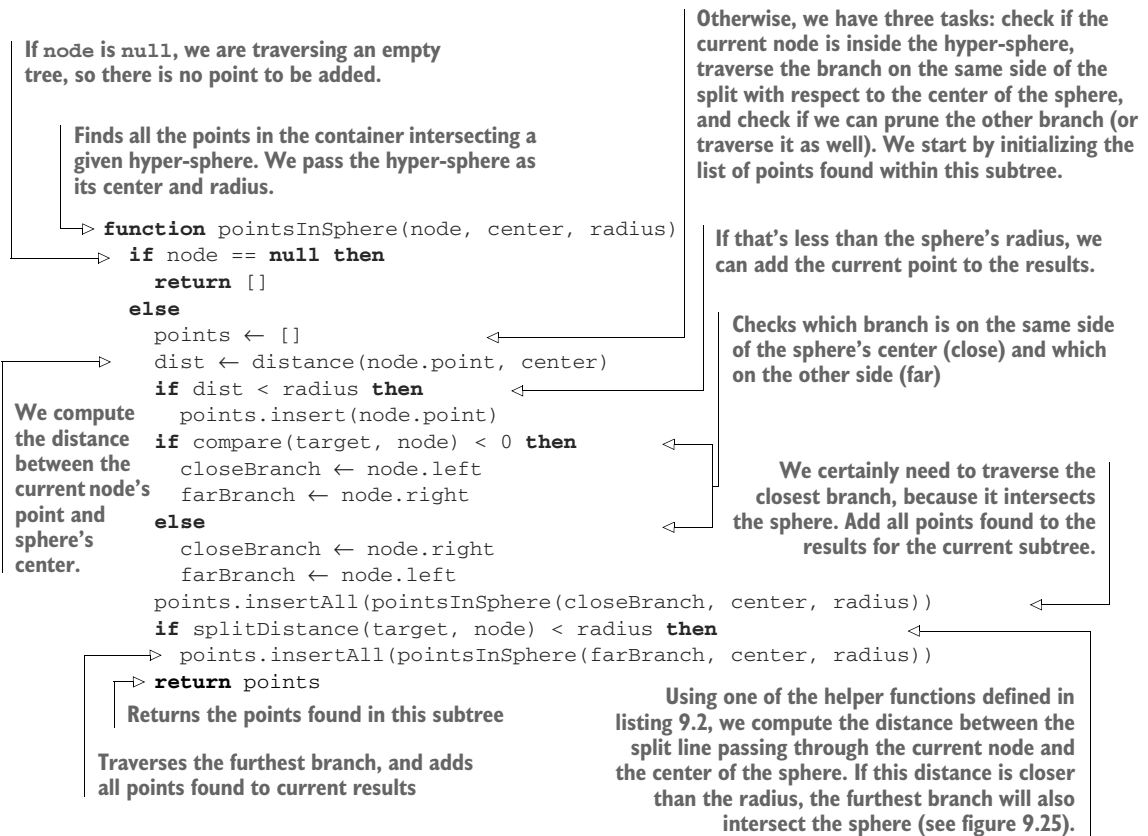 Otherwise, we have three tasks: check if the
current node is inside the hyper-sphere,
traverse the branch on the same side of the
split with respect to the center of the sphere,
and check if we can prune the other branch (or
traverse it as well). We start by initializing the
list of points found within this subtree.
If node is null, we are traversing an empty
tree, so there is no point to be added.
Finds all the points in the container intersecting a
given hyper-sphere. We pass the hyper-sphere as
its center and radius.
function pointsInSphere(node, center, radius)
if node == null then
return []
else
points ← []
dist ← distance(node.point, center)
if dist < radius then
points.insert(node.point)
if compare(target, node) < 0 then
closeBranch ← node.left
farBranch ← node.right
else
closeBranch ← node.right
farBranch ← node.left
points.insertAll(pointsInSphere(closeBranch, center, radius))
if splitDistance(target, node) < radius then
points.insertAll(pointsInSphere(farBranch, center, radius))
return points
If that's less than the sphere's radius, we
can add the current point to the results.
Checks which branch is on the same side
of the sphere's center (close) and which
on the other side (far)
We compute
the distance
between the
current node's
point and
sphere's
center.
We certainly need to traverse the
closest branch, because it intersects
the sphere. Add all points found to the
results for the current subtree.
Returns the points found in this subtree
Traverses the furthest branch, and adds
all points found to current results
Using one of the helper functions defined in
listing 9.2, we compute the distance between the
split line passing through the current node and
the center of the sphere. If this distance is closer
than the radius, the furthest branch will also
intersect the sphere (see figure 9.25).